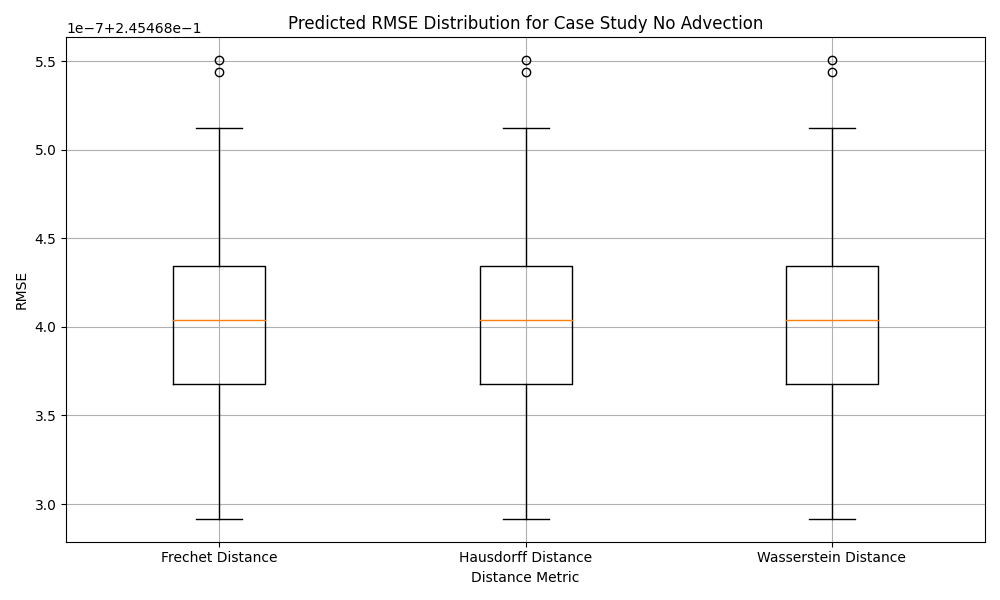 Predicted RMSE Distribution for Case Study No Advection
1e−7+2.45468e−1
5.5
5.0
4.5
4.0
3.5
3.0
RMSE
Frechet Distance
Hausdorff Distance
Wasserstein Distance
Distance Metric